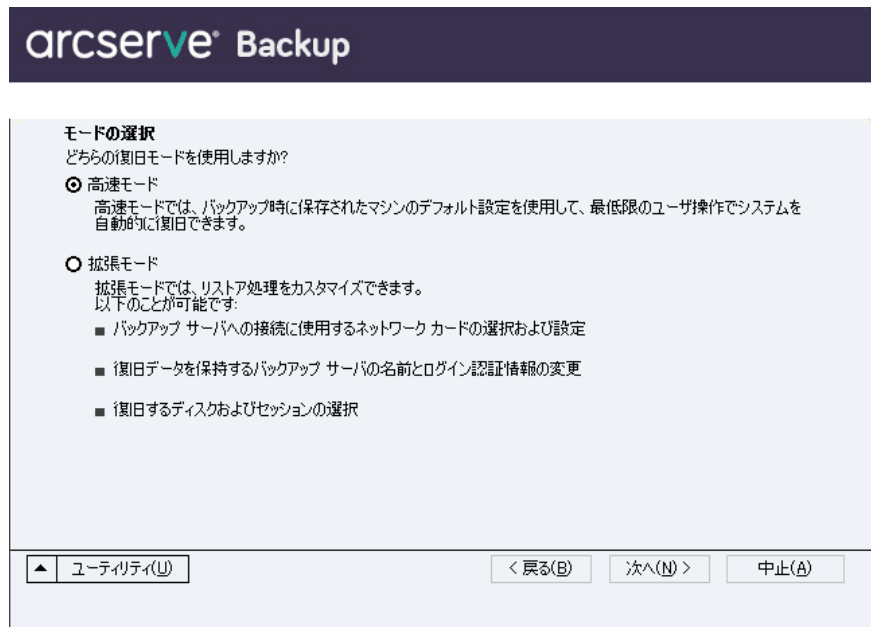 arcserve Backup
モードの選択
どちらの復旧モードを使用しますか?
高速モード
高速モードでは、バックアップ時に保存されたマシンのデフォルト設定を使用して、最低限のユーザ操作でシステムを
自動的に復旧できます。
拡張モード
拡張モードでは、リストア処理をカスタマイズできます。
以下のことが可能です:
■ バックアップ サーバへの接続に使用するネットワーク カードの選択および設定
■ 復旧データを保持するバックアップ サーバの名前とログイン認証情報の変更
■ 復旧するディスクおよびセッションの選択
▲ ユーティリティ(U) < 戻る(B) 次へ(N) > 中止(A)